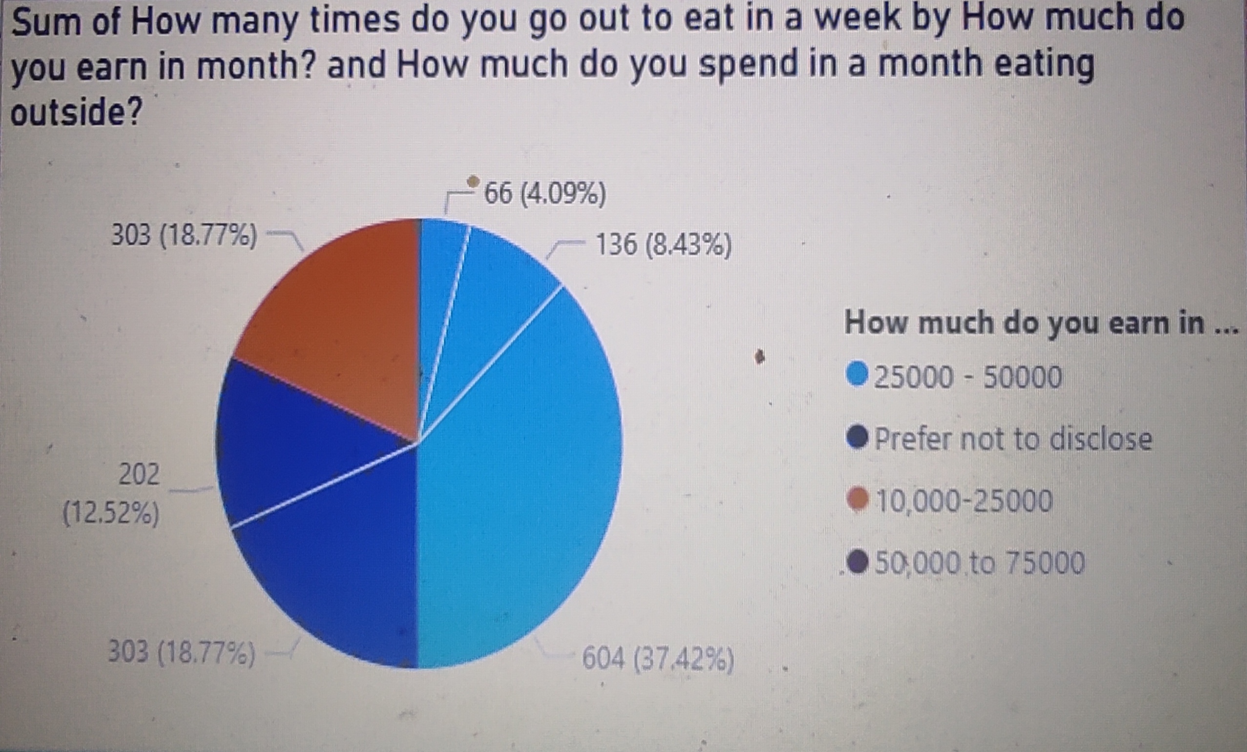 Sum of How many times do you go out to eat in a week by How much do
you earn in month? and How much do you spend in a month eating
outside?
66 (4.09%)
303 (18.77%)
136 (8.43%)
How much do you earn in ...
25000 - 50000
Prefer not to disclose
202
(12.52%)
10,000-25000
50,000 to 75000
303 (18.77%)
604 (37.42%)